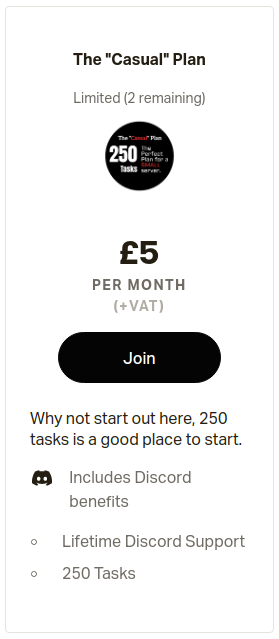 The "Casual" Plan
Limited (2 remaining)
The "Casual" Plan
250
Tasks
The
Perfect
Plan for a
SMALL
server.
£5
PER MONTH
(+VAT)
Join
Why not start out here, 250
tasks is a good place to start.
Includes Discord
benefits
Lifetime Discord Support
250 Tasks